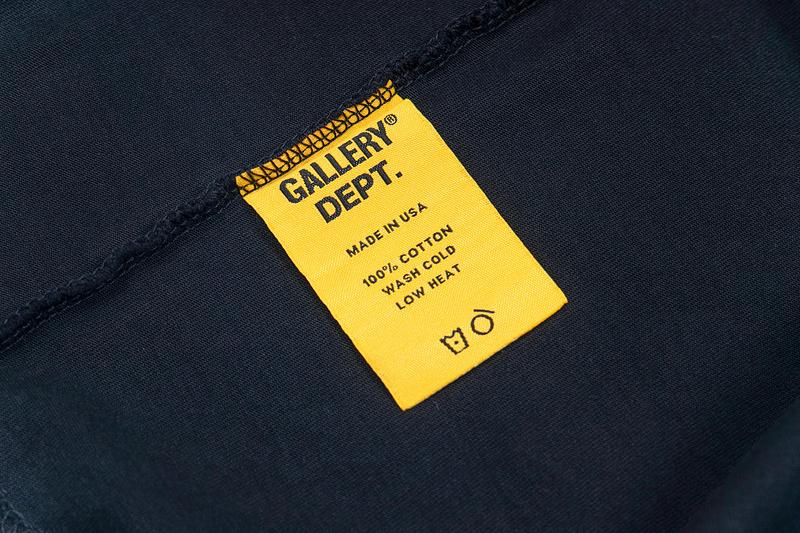 GALLERY®
DEPT.
MADE IN USA
100% COTTON
WASH COLD
LOW HEAT